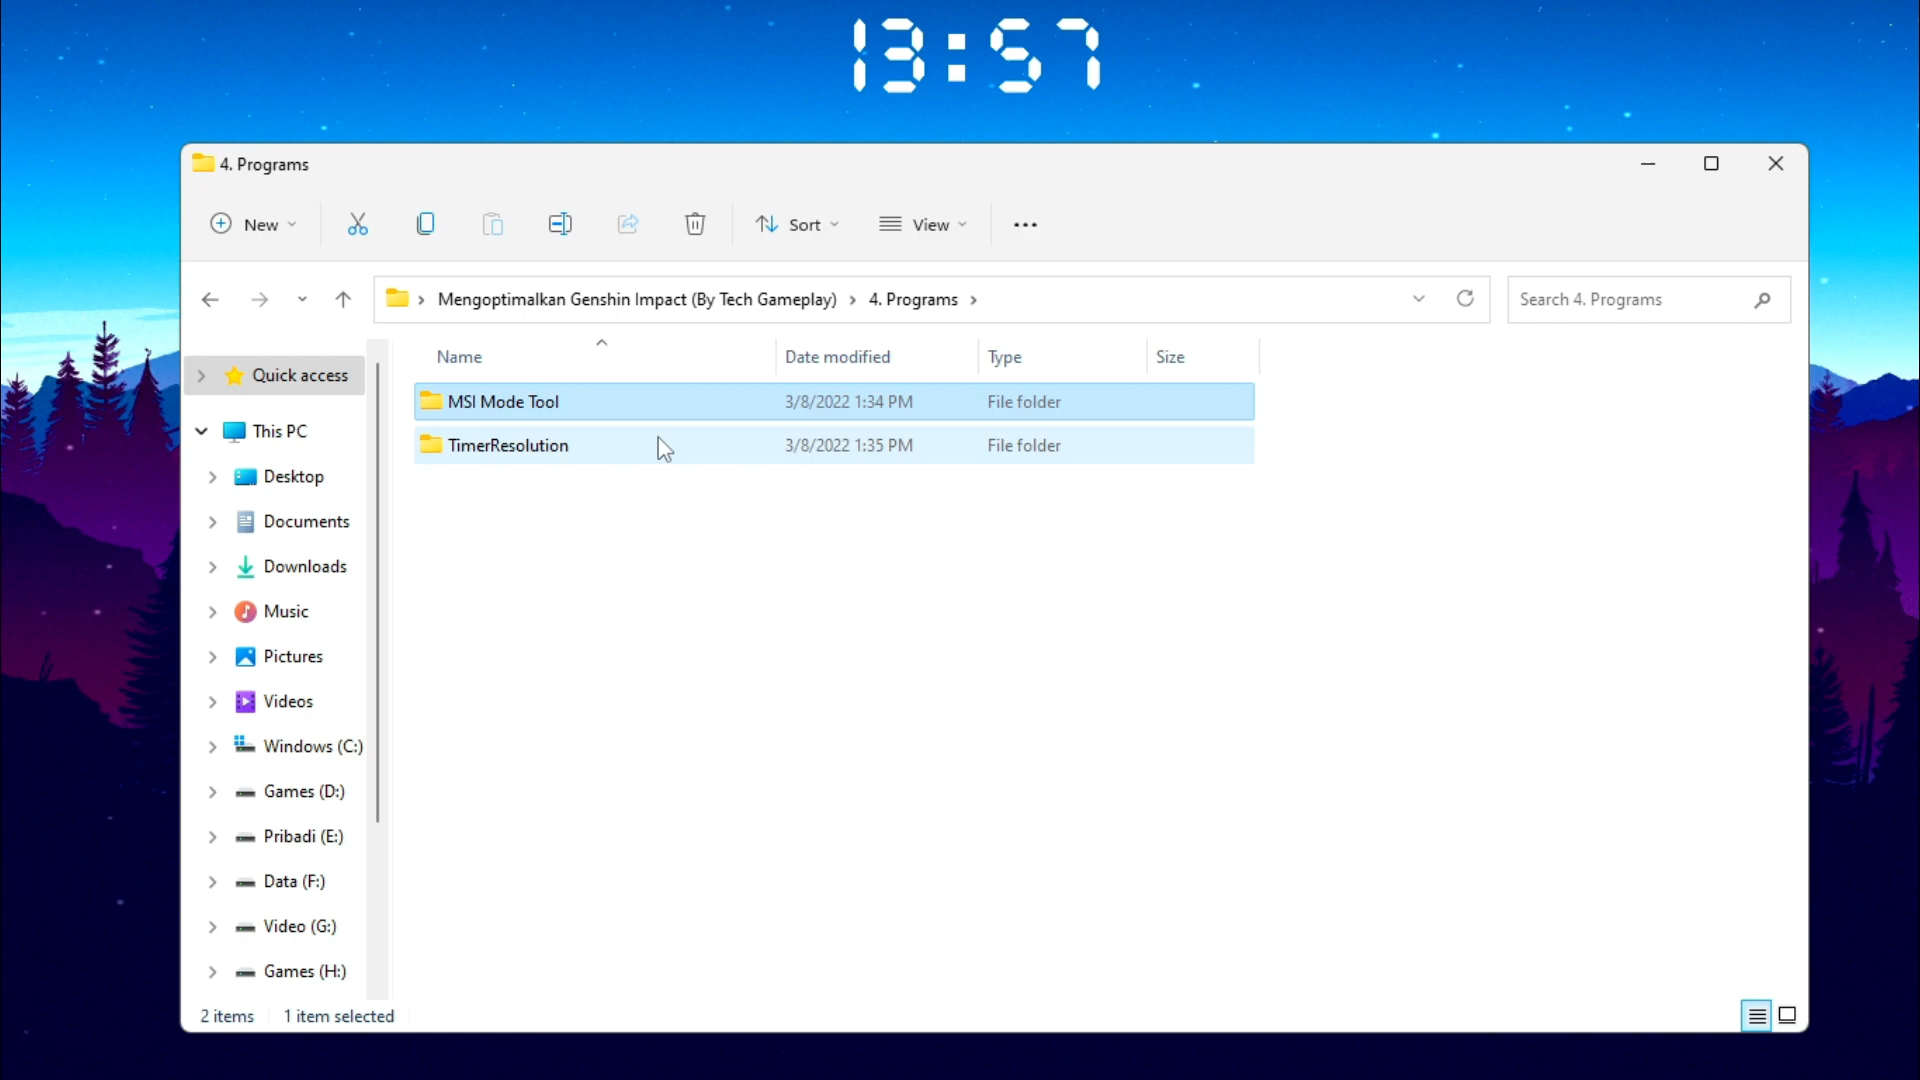 13:57
4. Programs
New
Sort
View
Mengoptimalkan Genshin Impact (By Tech Gameplay) > 4. Programs >
Search 4. Programs
Name Date modified Type Size
MSI Mode Tool 3/8/2022 1:34 PM File folder
TimerResolution 3/8/2022 1:35 PM File folder
Quick access
This PC
Desktop
Documents
Downloads
Music
Pictures
Videos
Windows (C:)
Games (D:)
Pribadi (E:)
Data (F:)
Video (G:)
Games (H:)
2 items 1 item selected